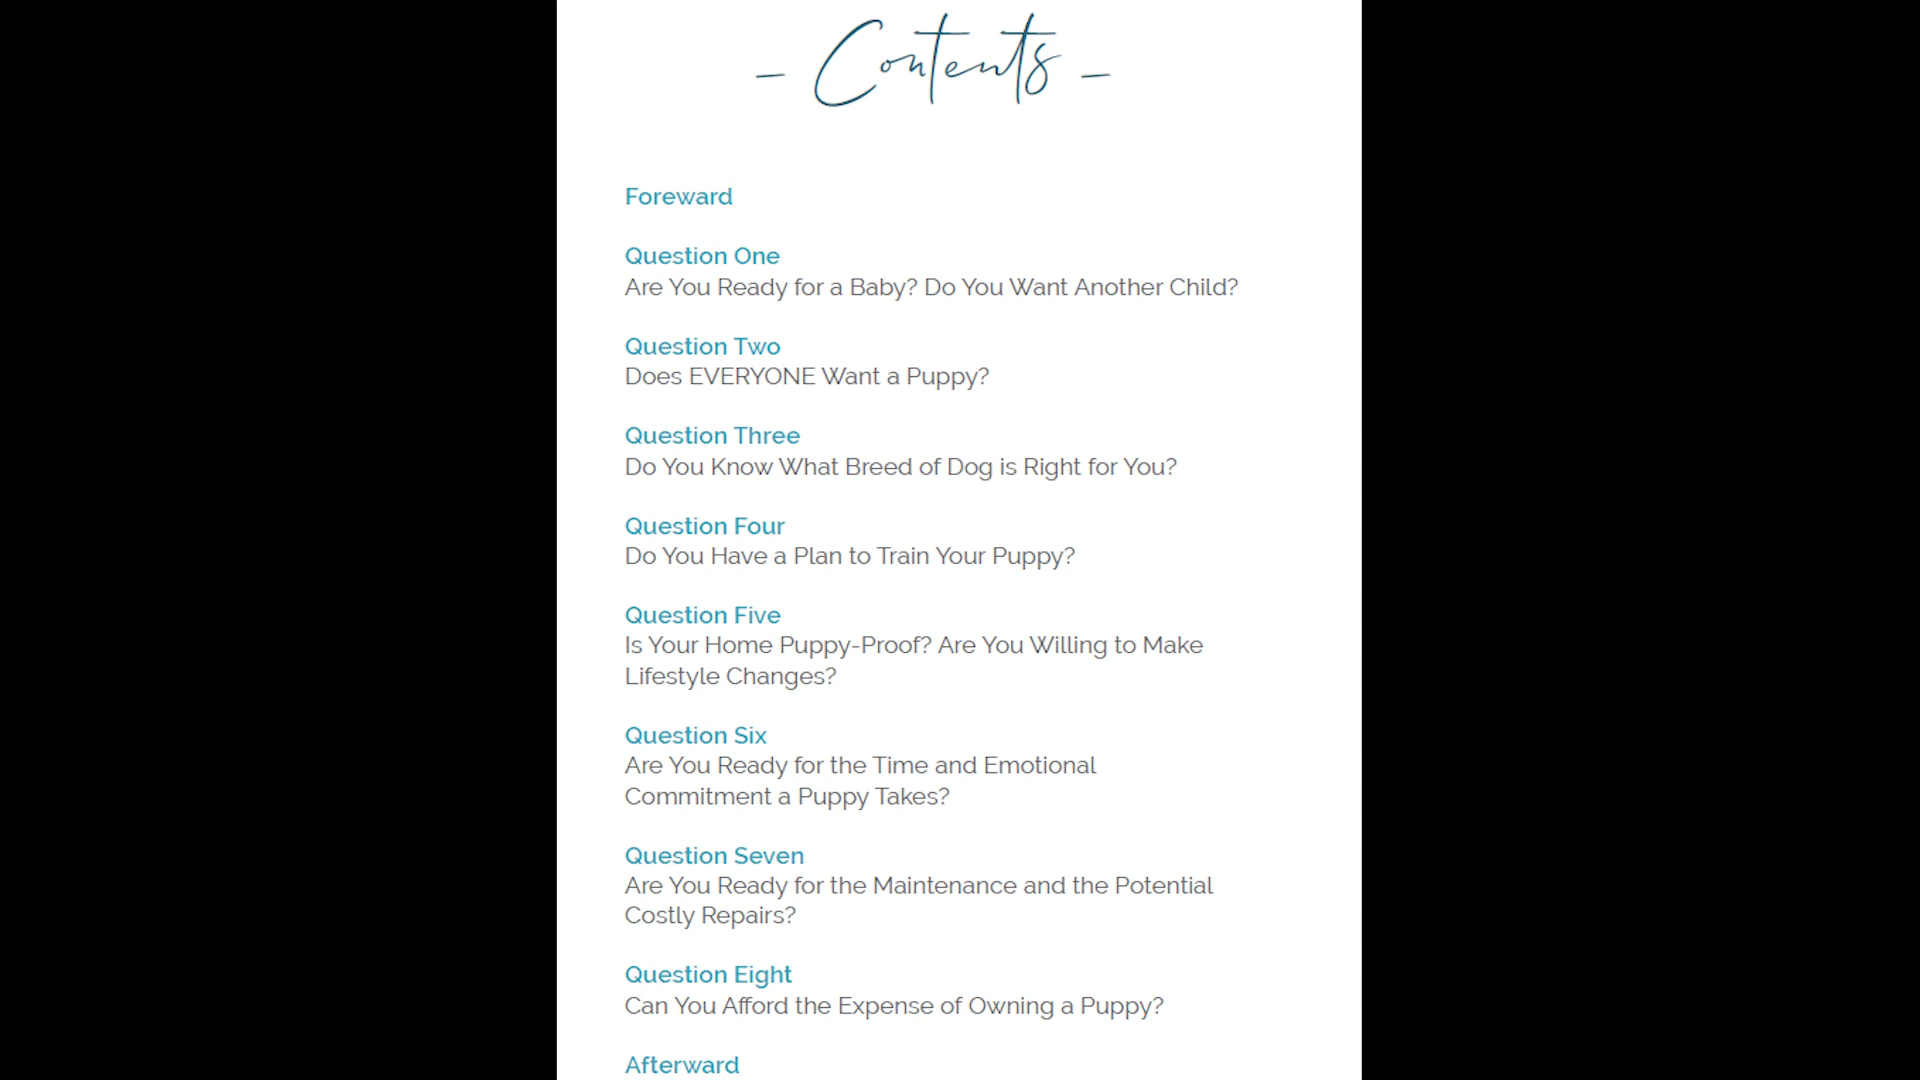 - Contents -
Foreward
Question One
Are You Ready for a Baby? Do You Want Another Child?
Question Two
Does EVERYONE Want a Puppy?
Question Three
Do You Know What Breed of Dog is Right for You?
Question Four
Do You Have a Plan to Train Your Puppy?
Question Five
Is Your Home Puppy-Proof? Are You Willing to Make
Lifestyle Changes?
Question Six
Are You Ready for the Time and Emotional
Commitment a Puppy Takes?
Question Seven
Are You Ready for the Maintenance and the Potential
Costly Repairs?
Question Eight
Can You Afford the Expense of Owning a Puppy?
Afterward